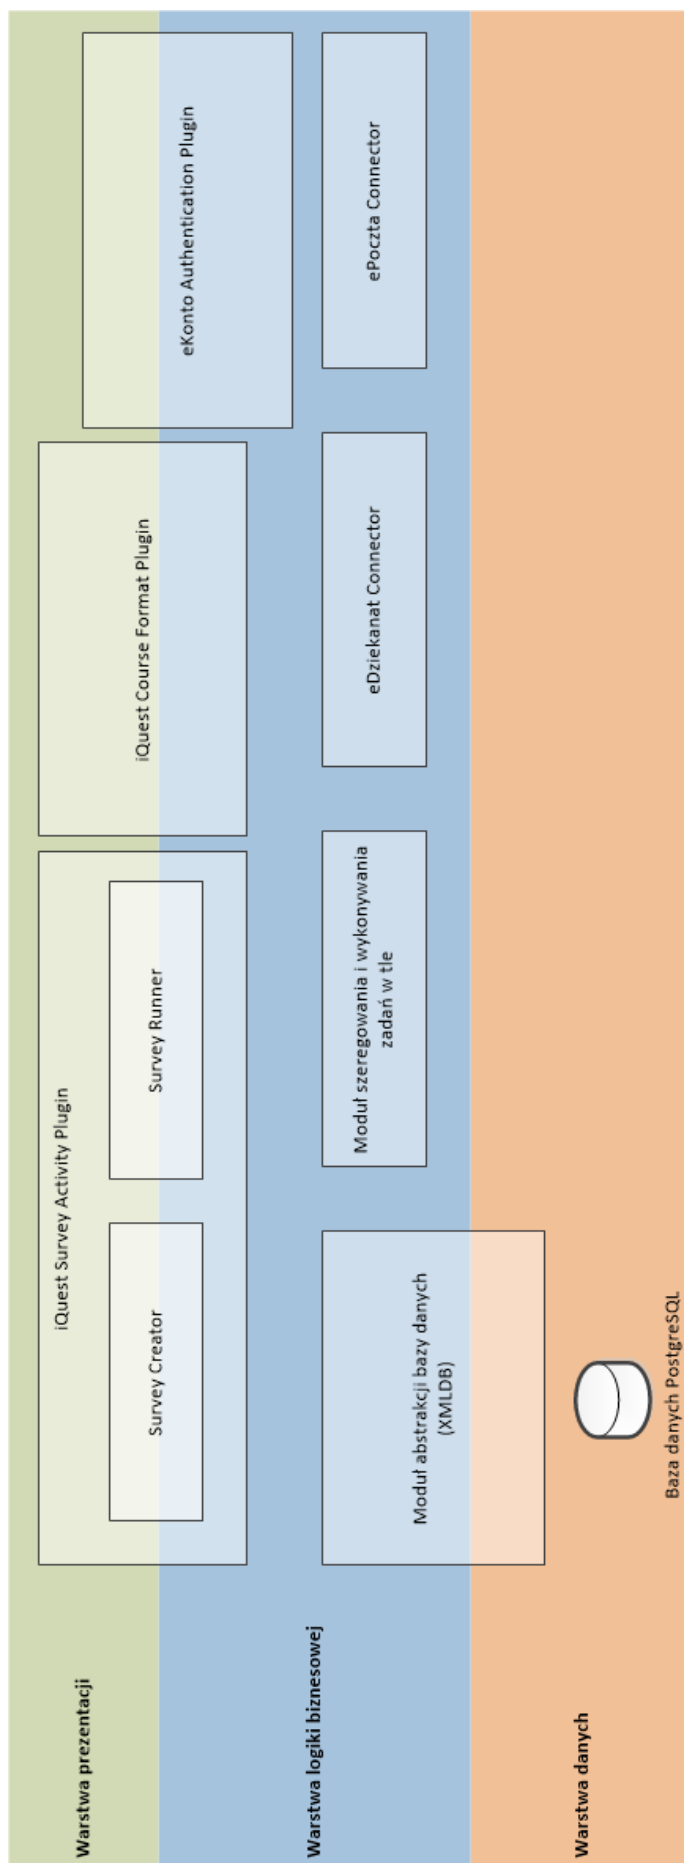 Warstwa prezentacji
iQuest Survey Activity Plugin
Survey Creator
Survey Runner
iQuest Course Format Plugin
eKonto Authentication Plugin
Warstwa logiki biznesowej
Moduł abstrakcji bazy danych
(XMLDB)
Moduł szeregowania i wykonywania
zadań w tle
eDziekanat Connector
ePoczta Connector
Warstwa danych
Baza danych PostgreSQL